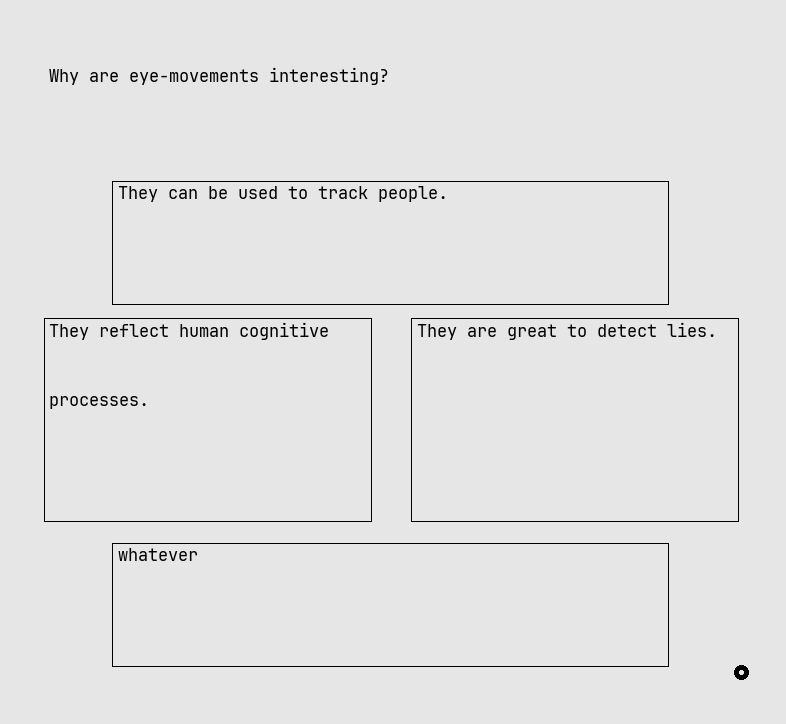 Why are eye-movements interesting?
They can be used to track people.
They reflect human cognitive
processes.
They are great to detect lies.
whatever